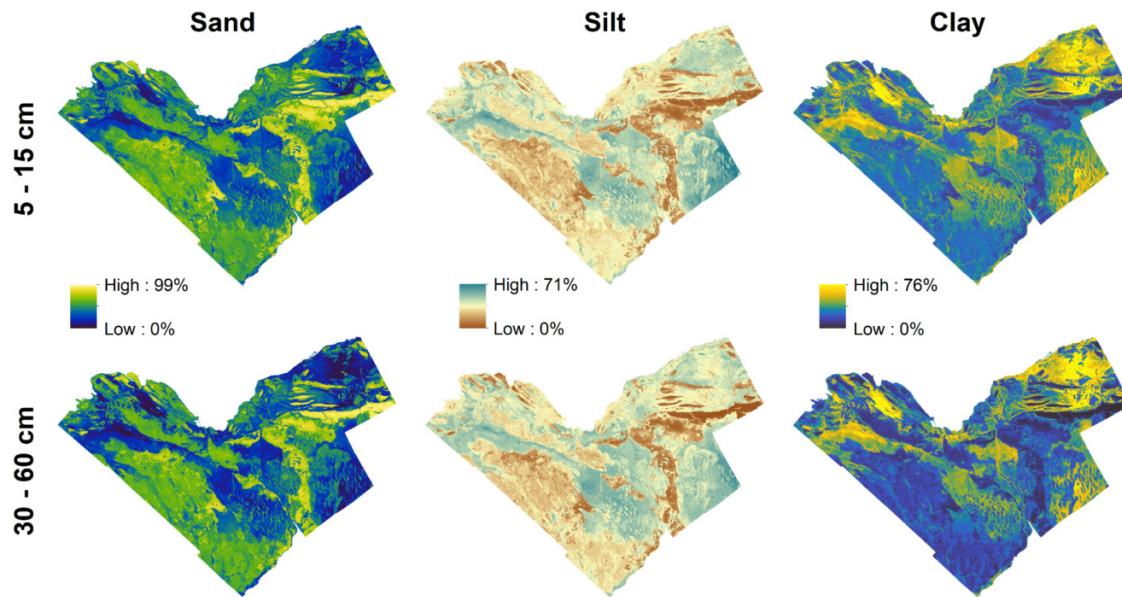 Sand Silt Clay
5 - 15 cm
High : 99% High : 71% High : 76%
Low : 0% Low : 0% Low : 0%
30 - 60 cm